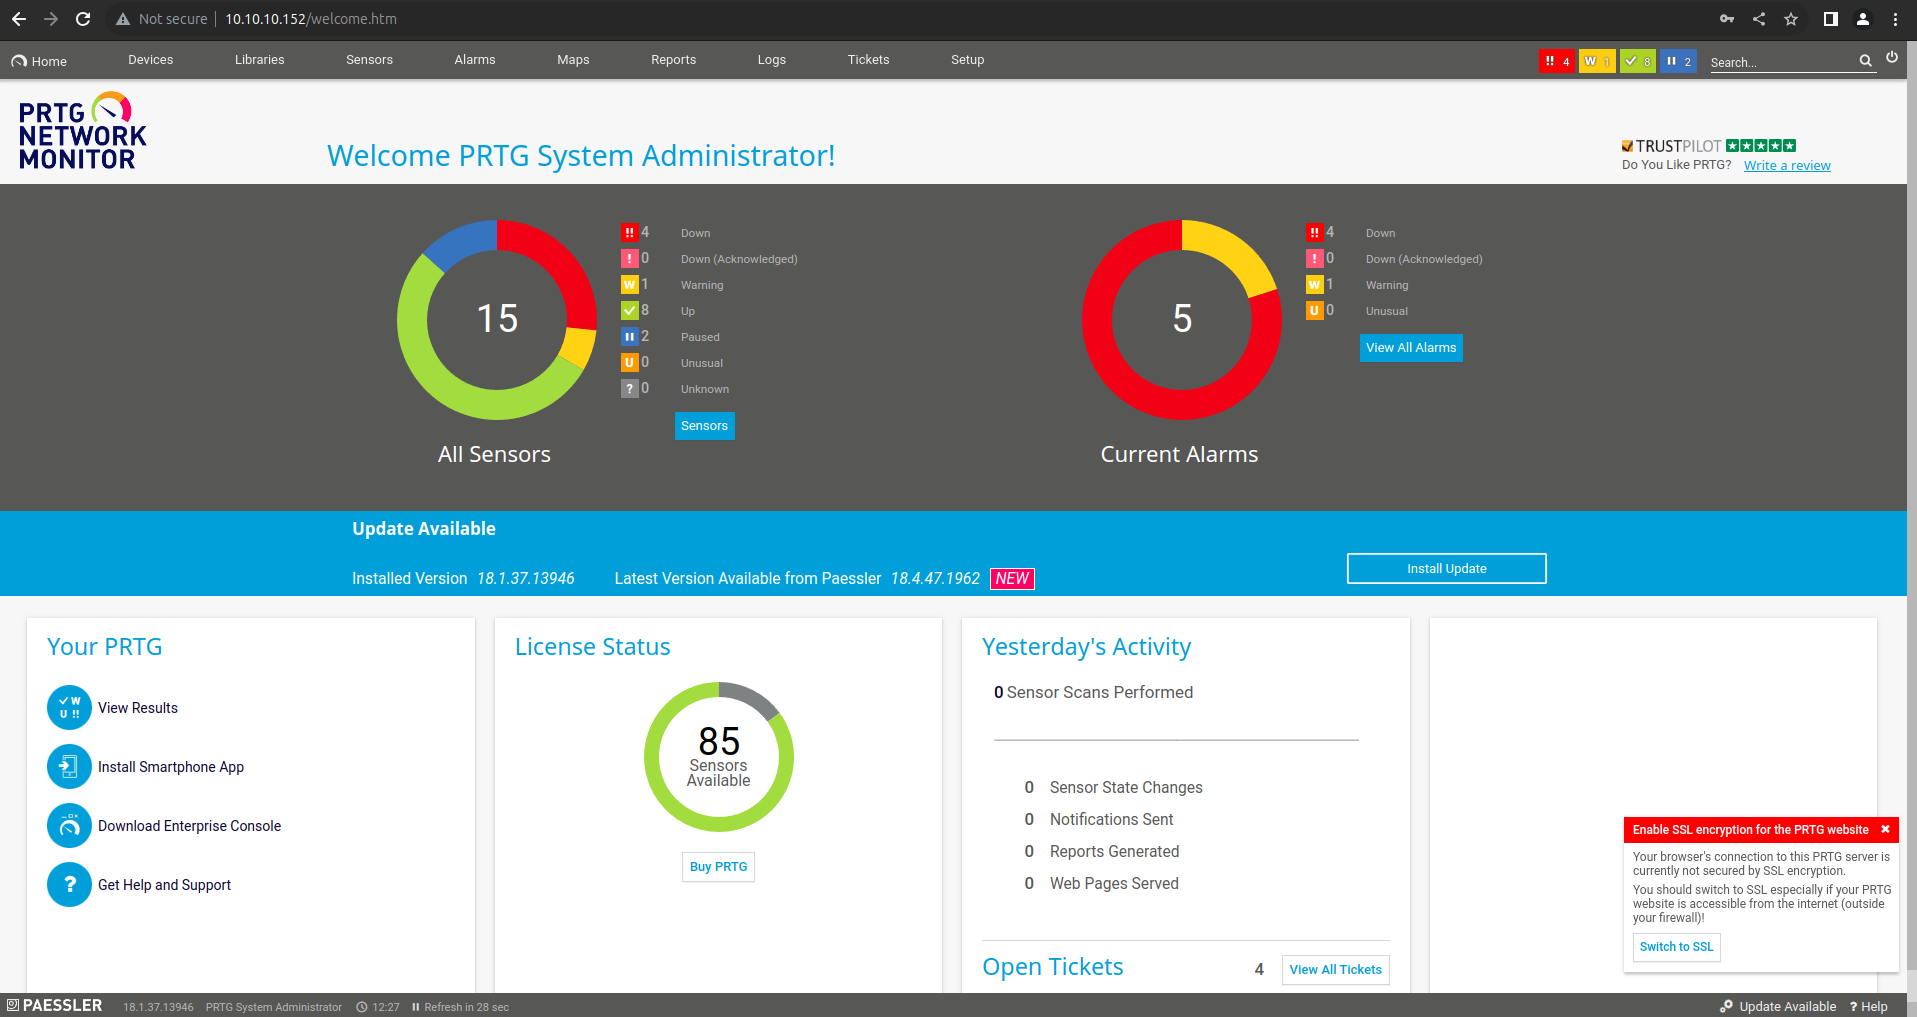 Not secure 10.10.10.152/welcome.htm
Home Devices Libraries Sensors Alarms Maps Reports Logs Tickets Setup !! 4 W 1 8 2 Search...
PRTG
NETWORK
MONITOR
Welcome PRTG System Administrator!
TRUSTPILOT
Do You Like PRTG? Write a review
15
!! 4 Down
! 0 Down (Acknowledged)
W 1 Warning
8 Up
2 Paused
U 0 Unusual
? 0 Unknown
Sensors
All Sensors
5
!! 4 Down
! 0 Down (Acknowledged)
W 1 Warning
U 0 Unusual
View All Alarms
Current Alarms
Update Available
Installed Version 18.1.37.13946 Latest Version Available from Paessler 18.4.47.1962 NEW
Install Update
Your PRTG
W
U !!
View Results
Install Smartphone App
Download Enterprise Console
? Get Help and Support
License Status
85
Sensors
Available
Buy PRTG
Yesterday's Activity
0 Sensor Scans Performed
0 Sensor State Changes
0 Notifications Sent
0 Reports Generated
0 Web Pages Served
Open Tickets 4 View All Tickets
Enable SSL encryption for the PRTG website
Your browser's connection to this PRTG server is
currently not secured by SSL encryption.
You should switch to SSL especially if your PRTG
website is accessible from the internet (outside
your firewall)!
Switch to SSL
PAESSLER 18.1.37.13946 PRTG System Administrator 12:27 Refresh in 28 sec Update Available ? Help